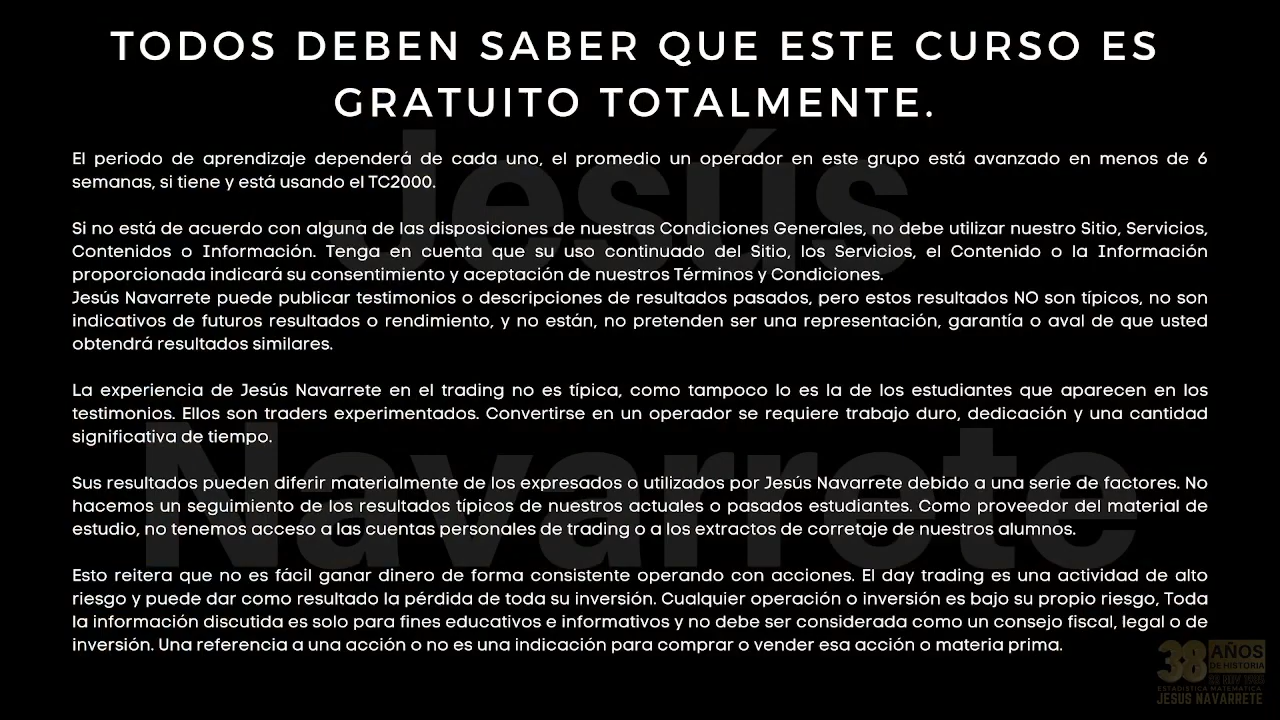 TODOS DEBEN SABER QUE ESTE CURSO ES
GRATUITO TOTALMENTE.
El periodo de aprendizaje dependerá de cada uno, el promedio un operador en este grupo está avanzado en menos de 6
semanas, si tiene y está usando el TC2000.
Si no está de acuerdo con alguna de las disposiciones de nuestras Condiciones Generales, no debe utilizar nuestro Sitio, Servicios,
Contenidos o Información. Tenga en cuenta que su uso continuado del Sitio, los Servicios, el Contenido o la Información
proporcionada indicará su consentimiento y aceptación de nuestros Términos y Condiciones.
Jesús Navarrete puede publicar testimonios o descripciones de resultados pasados, pero estos resultados NO son típicos, no son
indicativos de futuros resultados o rendimiento, y no están, no pretenden ser una representación, garantía o aval de que usted
obtendrá resultados similares.
La experiencia de Jesús Navarrete en el trading no es típica, como tampoco lo es la de los estudiantes que aparecen en los
testimonios. Ellos son traders experimentados. Convertirse en un operador se requiere trabajo duro, dedicación y una cantidad
significativa de tiempo.
Sus resultados pueden diferir materialmente de los expresados o utilizados por Jesús Navarrete debido a una serie de factores. No
hacemos un seguimiento de los resultados típicos de nuestros actuales o pasados estudiantes. Como proveedor del material de
estudio, no tenemos acceso a las cuentas personales de trading o a los extractos de corretaje de nuestros alumnos.
Esto reitera que no es fácil ganar dinero de forma consistente operando con acciones. El day trading es una actividad de alto
riesgo y puede dar como resultado la pérdida de toda su inversión. Cualquier operación o inversión es bajo su propio riesgo, Toda
la información discutida es solo para fines educativos e informativos y no debe ser considerada como un consejo fiscal, legal o de
inversión. Una referencia a una acción o no es una indicación para comprar o vender esa acción o materia prima.
Jesús
Navarrete
38 AÑOS
DE HISTORIA
ESTADISTICA MATEMATICA
JESUS NAVARRETE